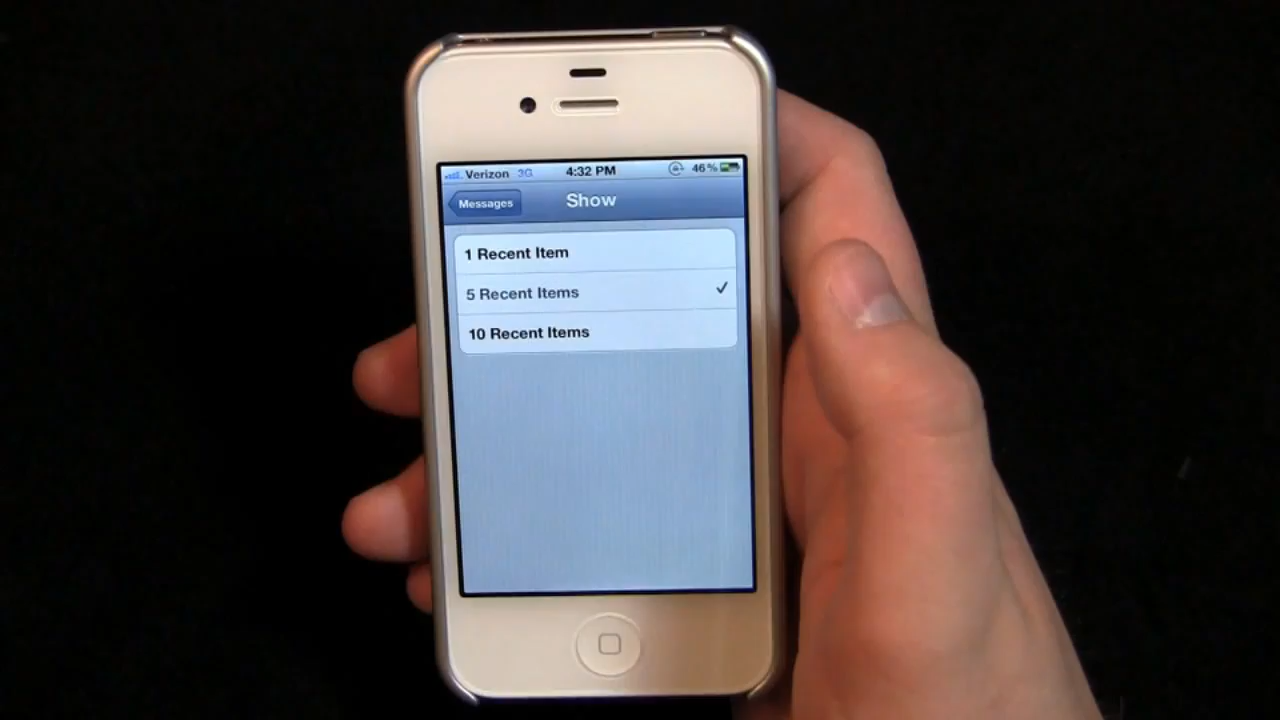 Verizon 3G 4:32 PM 46%
Messages Show
1 Recent Item
5 Recent Items
10 Recent Items